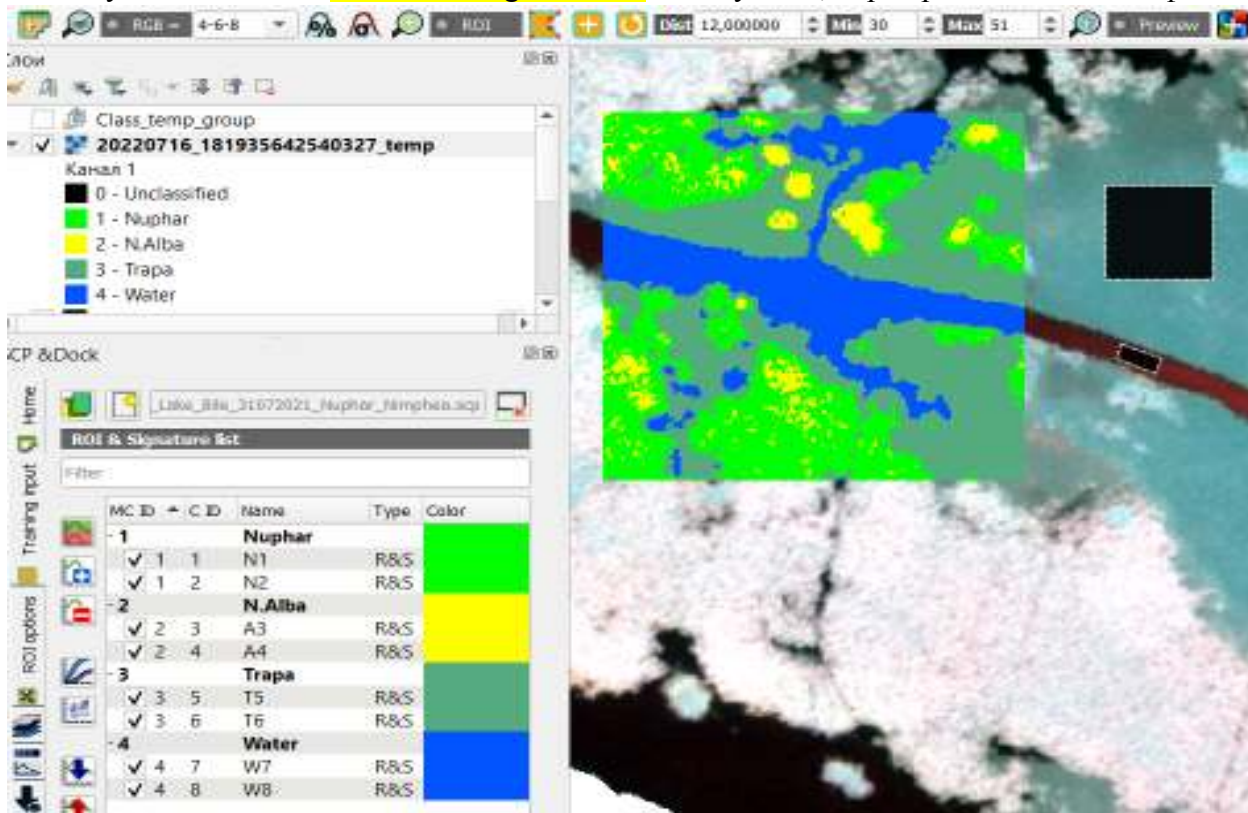 RGB = 4-6-8 ROI Dist 12,000000 Min 30 Max 51 Preview
Слои
Class_temp_group
20220716_181935642540327_temp
Канал 1
0 - Unclassified
1 - Nuphar
2 - N.Alba
3 - Trapa
4 - Water
SCP &Dock
Home
Training input
ROI options
_Lake_Bile_31072021_Nuphar_Nimphea.scp
ROI & Signature list
Filter
MC ID C ID Name Type Color
1 Nuphar
1 1 N1 R&S
1 2 N2 R&S
2 N.Alba
2 3 A3 R&S
2 4 A4 R&S
3 Trapa
3 5 T5 R&S
3 6 T6 R&S
4 Water
4 7 W7 R&S
4 8 W8 R&S